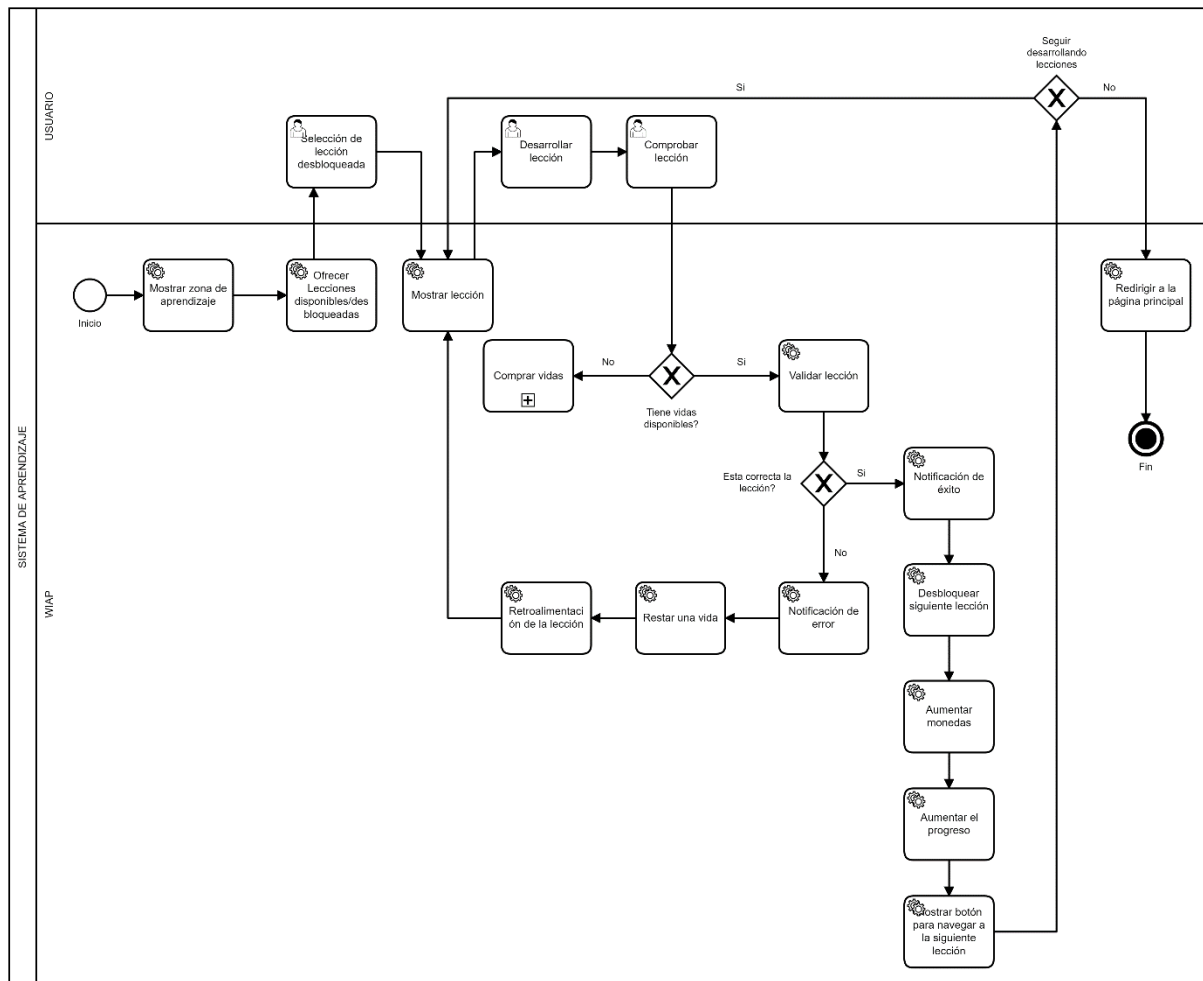 SISTEMA DE APRENDIZAJE
USUARIO
Seguir
desarrollando
lecciones
Si
No
Selección de
lección
desbloqueada
Desarrollar
lección
Comprobar
lección
WIAP
Inicio
Mostrar zona de
aprendizaje
Ofrecer
Lecciones
disponibles/des
bloqueadas
Mostrar lección
Redirigir a la
página principal
Comprar vidas
No
Tiene vidas
disponibles?
Si
Validar lección
Fin
Esta correcta la
lección?
Si
Notificación de
éxito
No
Retroalimentaci
ón de la lección
Restar una vida
Notificación de
error
Desbloquear
siguiente lección
Aumentar
monedas
Aumentar el
progreso
Mostrar botón
para navegar a
la siguiente
lección